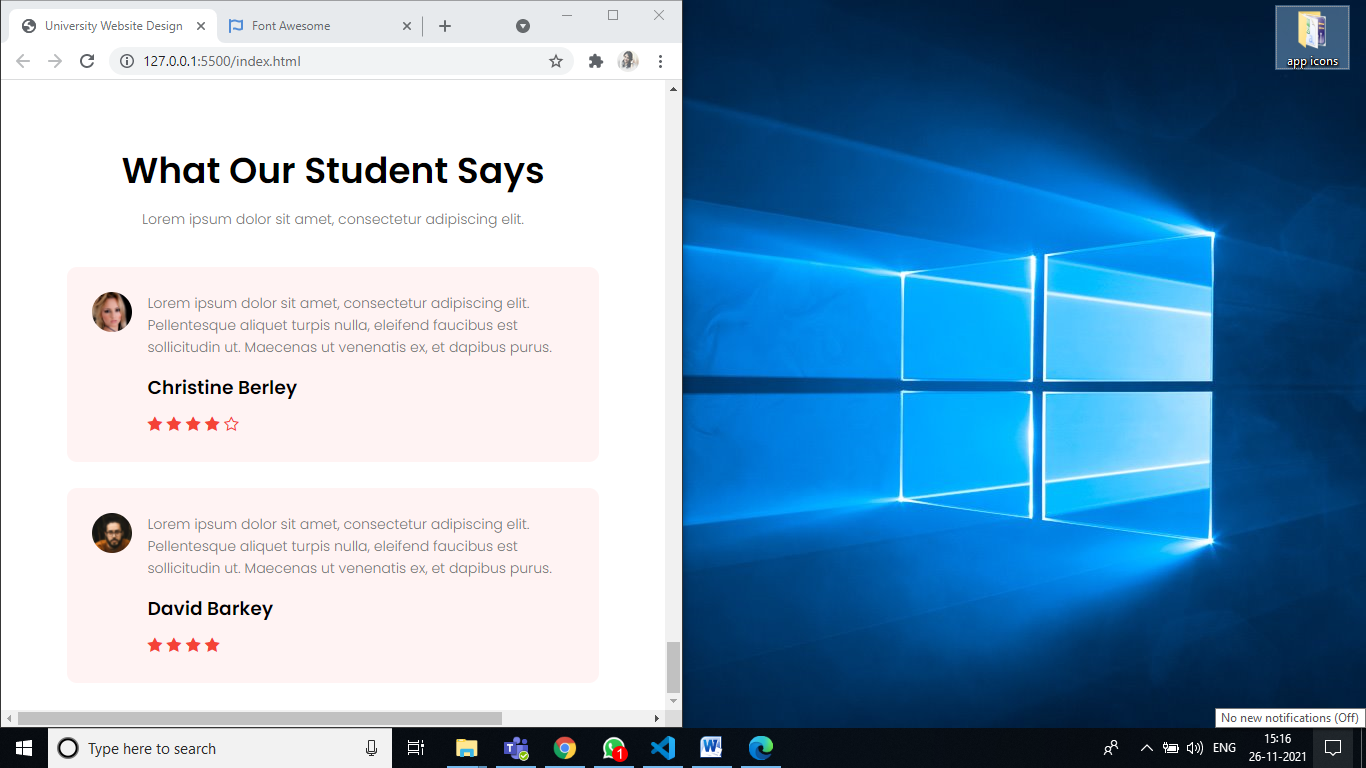 University Website Design
Font Awesome
127.0.0.1:5500/index.html
app icons
What Our Student Says
Lorem ipsum dolor sit amet, consectetur adipiscing elit.
Lorem ipsum dolor sit amet, consectetur adipiscing elit.
Pellentesque aliquet turpis nulla, eleifend faucibus est
sollicitudin ut. Maecenas ut venenatis ex, et dapibus purus.
Christine Berley
Lorem ipsum dolor sit amet, consectetur adipiscing elit.
Pellentesque aliquet turpis nulla, eleifend faucibus est
sollicitudin ut. Maecenas ut venenatis ex, et dapibus purus.
David Barkey
No new notifications (Off)
Type here to search
1
ENG
15:16
26-11-2021